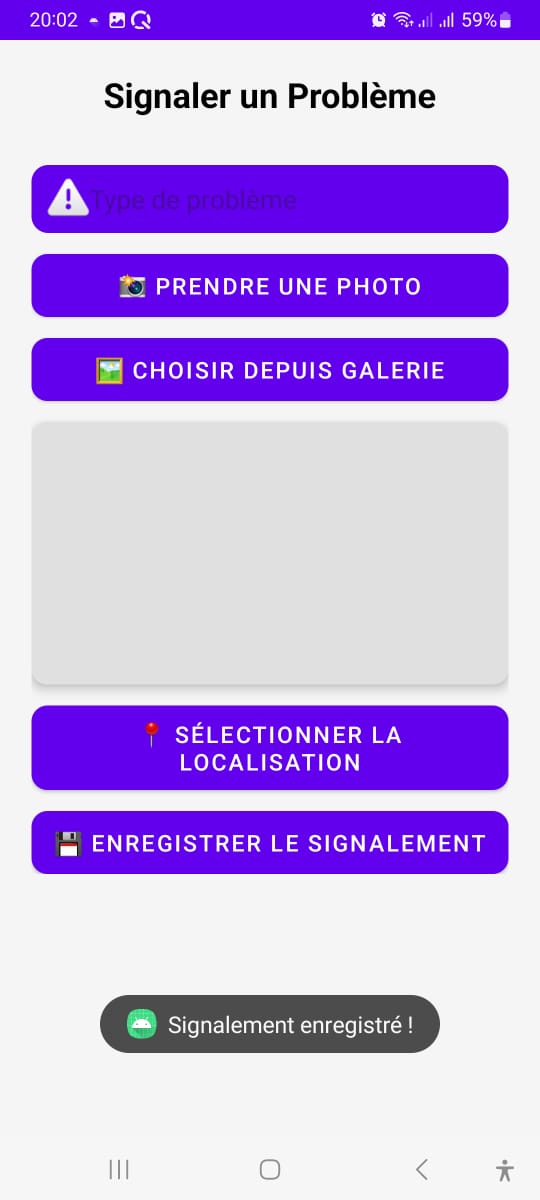 20:02
59%
Signaler un Problème
Type de problème
PRENDRE UNE PHOTO
CHOISIR DEPUIS GALERIE
SÉLECTIONNER LA
LOCALISATION
ENREGISTRER LE SIGNALEMENT
Signalement enregistré !